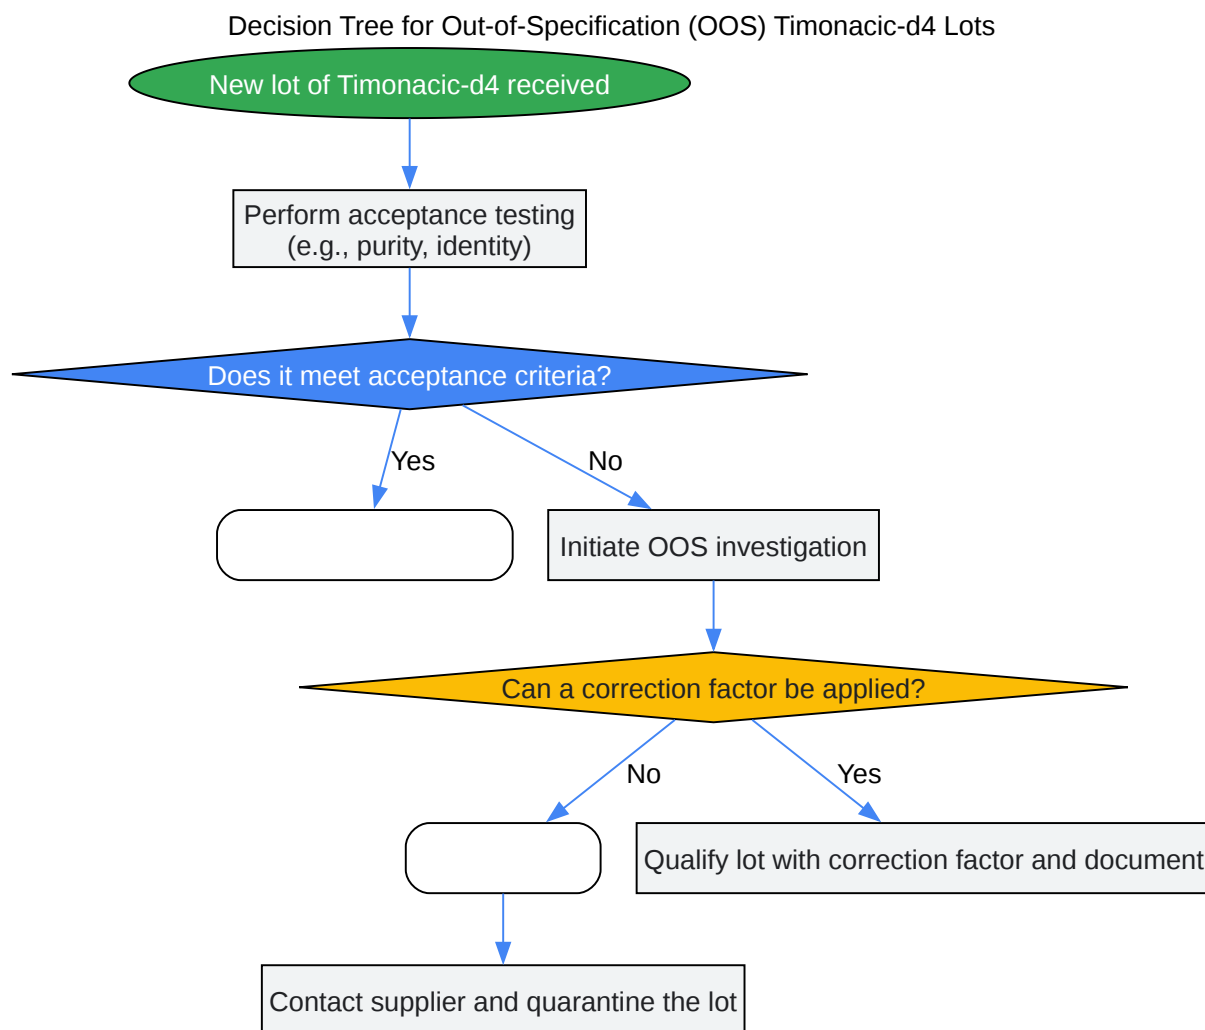 Decision Tree for Out-of-Specification (OOS) Timonacic-d4 Lots
New lot of Timonacic-d4 received
Perform acceptance testing
(e.g., purity, identity)
Does it meet acceptance criteria?
Yes
No
Initiate OOS investigation
Can a correction factor be applied?
No
Yes
Qualify lot with correction factor and document
Contact supplier and quarantine the lot